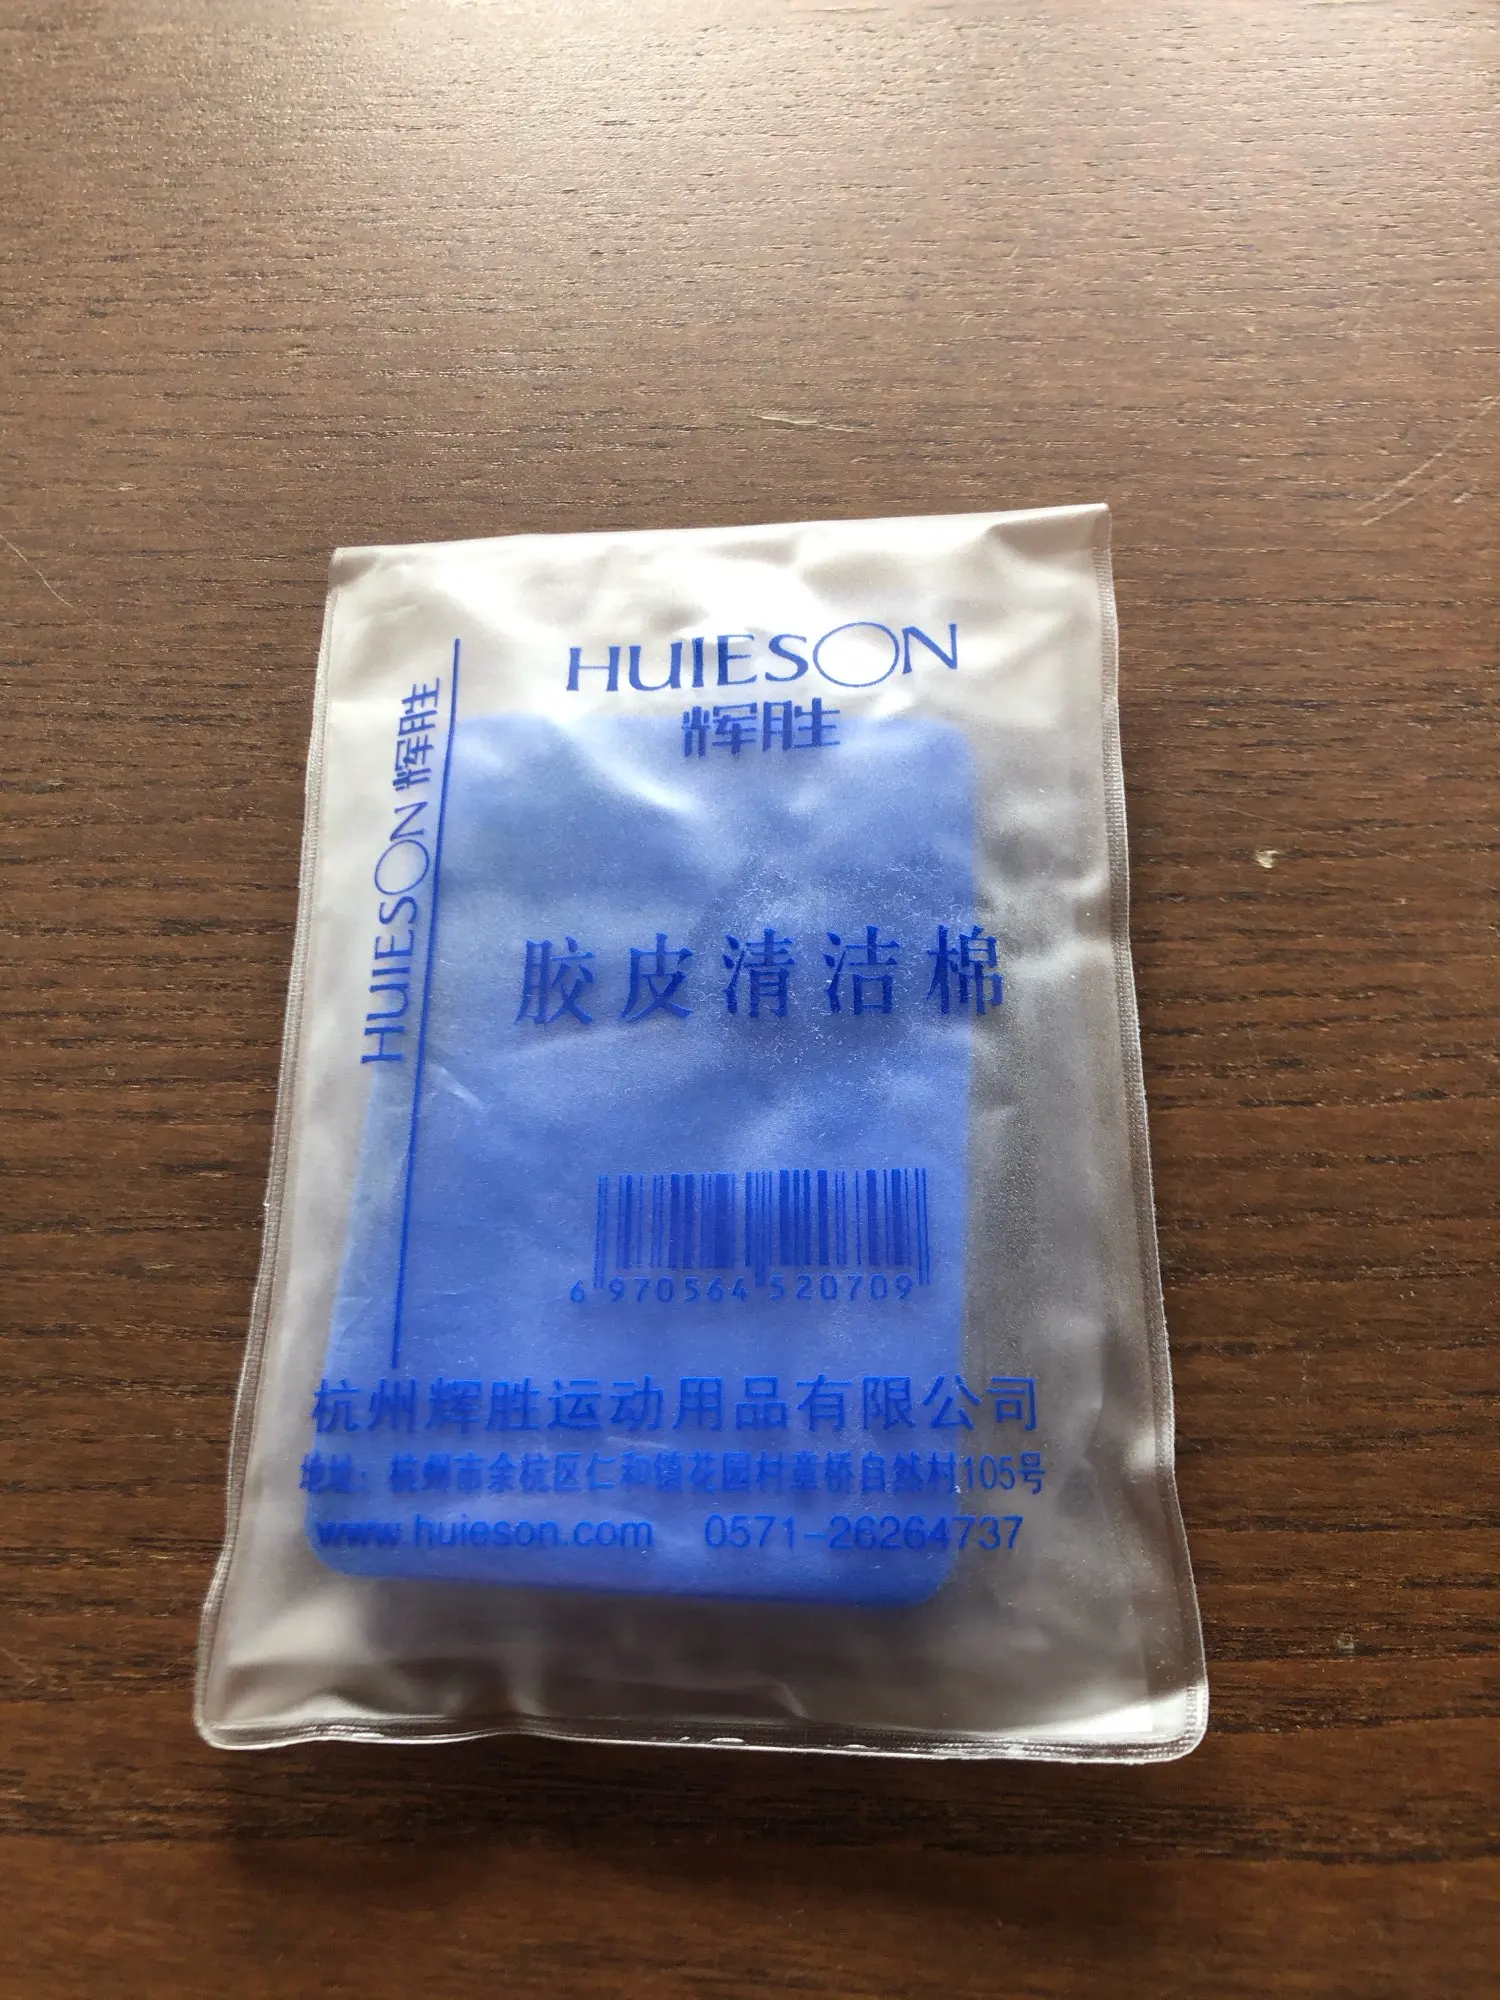 HUIESON
辉胜
HUIESON 辉胜
胶皮清洁棉
6 970564 520709
杭州辉胜运动用品有限公司
地址：杭州市余杭区仁和镇花园村章桥自然村105号
www.huieson.com 0571-26264737